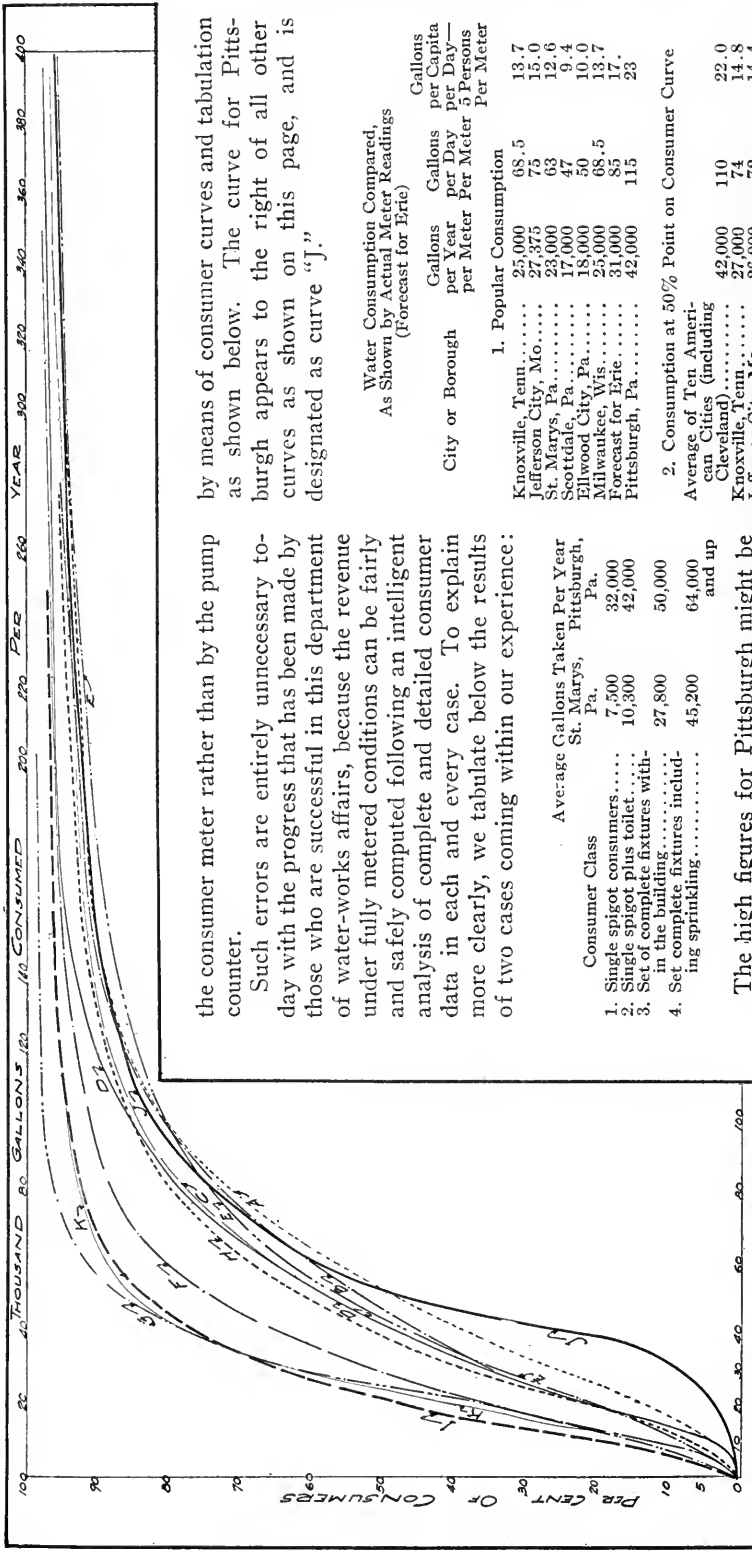 THOUSAND GALLONS CONSUMED PER YEAR
20 40 80 120 200 220 260 300 320 340 360 380 400
PER CENT OF CONSUMERS
100
90
80
70
60
50
40
30
20
10
0
0 10 20 30 40 60 80 100
K
G
F
I
K
D
J
H
E
C
A
J
E
the consumer meter rather than by the pump
counter.
Such errors are entirely unnecessary to-
day with the progress that has been made by
those who are successful in this department
of water-works affairs, because the revenue
under fully metered conditions can be fairly
and safely computed following an intelligent
analysis of complete and detailed consumer
data in each and every case. To explain
more clearly, we tabulate below the results
of two cases coming within our experience:
Average Gallons Taken Per Year
St. Marys, Pittsburgh,
Consumer Class Pa. Pa.
1. Single spigot consumers..... 7,500 32,000
2. Single spigot plus toilet...... 10,300 42,000
3. Set of complete fixtures with-
in the building.......... 27,800 50,000
4. Set complete fixtures includ-
ing sprinkling............ 45,200 64,000
and up
The high figures for Pittsburgh might be
by means of consumer curves and tabulation
as shown below. The curve for Pitts-
burgh appears to the right of all other
curves as shown on this page, and is
designated as curve “J.”
Water Consumption Compared,
As Shown by Actual Meter Readings
(Forecast for Erie)
Gallons
Gallons Gallons per Capita
per Year per Day per Day—
City or Borough per Meter Per Meter 5 Persons
Per Meter
1. Popular Consumption
Knoxville, Tenn........ 25,000 68.5 13.7
Jefferson City, Mo..... 27,375 75 15.0
St. Marys, Pa......... 23,000 63 12.6
Scottdale, Pa......... 17,000 47 9.4
Ellwood City, Pa....... 18,000 50 10.0
Milwaukee, Wis........ 25,000 68.5 13.7
Forecast for Erie....... 31,000 85 17.
Pittsburgh, Pa......... 42,000 115 23
2. Consumption at 50% Point on Consumer Curve
Average of Ten Ameri-
can Cities (including
Cleveland).......... 42,000 110 22.0
Knoxville, Tenn........ 27,000 74 14.8